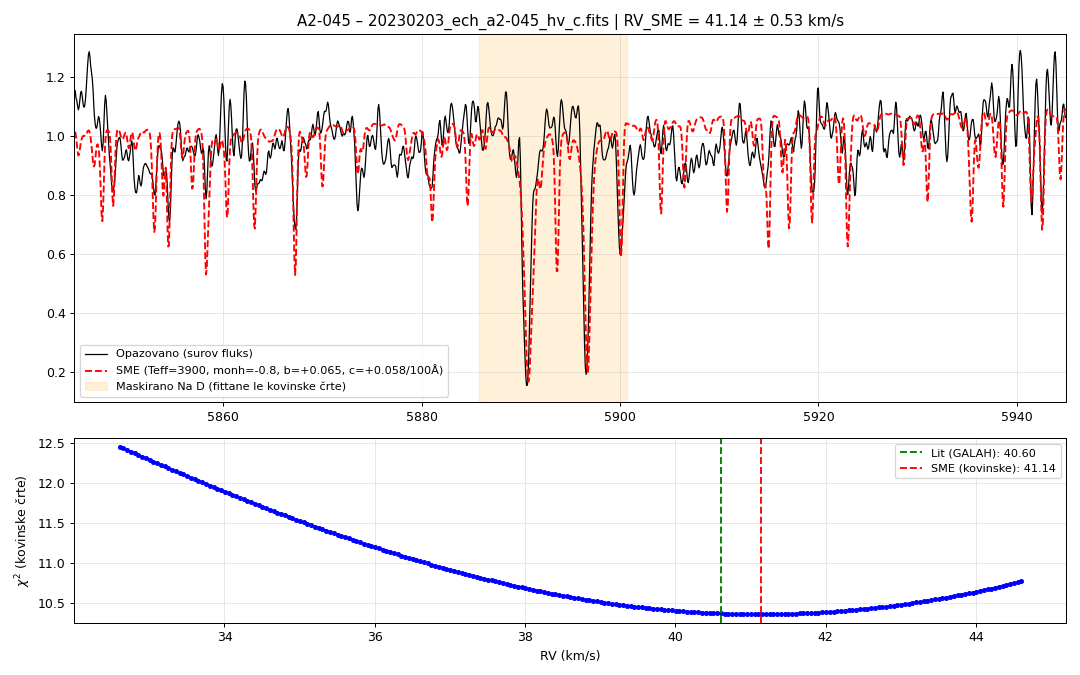 A2-045 – 20230203_ech_a2-045_hv_c.fits | RV_SME = 41.14 ± 0.53 km/s
1.2
1.0
0.8
0.6
0.4
0.2
Opazovano (surov fluks)
SME (Teff=3900, monh=-0.8, b=+0.065, c=+0.058/100Å)
Maskirano Na D (fittane le kovinske črte)
5860 5880 5900 5920 5940
12.5
12.0
11.5
11.0
10.5
χ² (kovinske črte)
Lit (GALAH): 40.60
SME (kovinske): 41.14
34 36 38 40 42 44
RV (km/s)